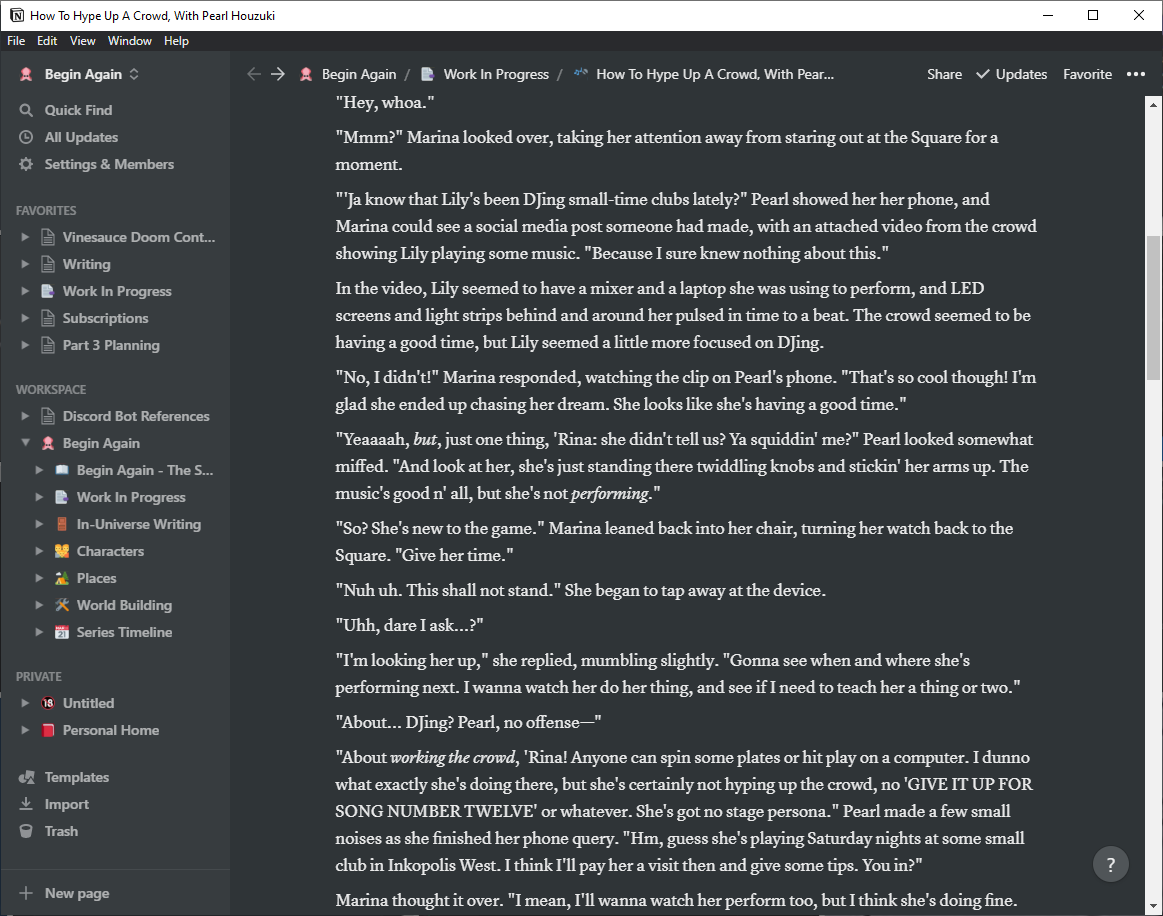 How To Hype Up A Crowd, With Pearl Houzuki
File Edit View Window Help
Begin Again
Quick Find
All Updates
Settings & Members
FAVORITES
Vinesauce Doom Cont...
Writing
Work In Progress
Subscriptions
Part 3 Planning
WORKSPACE
Discord Bot References
Begin Again
Begin Again - The S...
Work In Progress
In-Universe Writing
Characters
Places
World Building
Series Timeline
PRIVATE
18 Untitled
Personal Home
Templates
Import
Trash
New page
Begin Again / Work In Progress / How To Hype Up A Crowd, With Pear...
Share Updates Favorite
"Hey, whoa."
"Mmm?" Marina looked over, taking her attention away from staring out at the Square for a
moment.
"'Ja know that Lily's been DJing small-time clubs lately?" Pearl showed her her phone, and
Marina could see a social media post someone had made, with an attached video from the crowd
showing Lily playing some music. "Because I sure knew nothing about this."
In the video, Lily seemed to have a mixer and a laptop she was using to perform, and LED
screens and light strips behind and around her pulsed in time to a beat. The crowd seemed to be
having a good time, but Lily seemed a little more focused on DJing.
"No, I didn't!" Marina responded, watching the clip on Pearl's phone. "That's so cool though! I'm
glad she ended up chasing her dream. She looks like she's having a good time."
"Yeaaaah, but, just one thing, 'Rina: she didn't tell us? Ya squiddin' me?" Pearl looked somewhat
miffed. "And look at her, she's just standing there twiddling knobs and stickin' her arms up. The
music's good n' all, but she's not performing."
"So? She's new to the game." Marina leaned back into her chair, turning her watch back to the
Square. "Give her time."
"Nuh uh. This shall not stand." She began to tap away at the device.
"Uhh, dare I ask...?"
"I'm looking her up," she replied, mumbling slightly. "Gonna see when and where she's
performing next. I wanna watch her do her thing, and see if I need to teach her a thing or two."
"About... DJing? Pearl, no offense—"
"About working the crowd, 'Rina! Anyone can spin some plates or hit play on a computer. I dunno
what exactly she's doing there, but she's certainly not hyping up the crowd, no 'GIVE IT UP FOR
SONG NUMBER TWELVE' or whatever. She's got no stage persona." Pearl made a few small
noises as she finished her phone query. "Hm, guess she's playing Saturday nights at some small
club in Inkopolis West. I think I'll pay her a visit then and give some tips. You in?"
Marina thought it over. "I mean, I'll wanna watch her perform too, but I think she's doing fine.
?